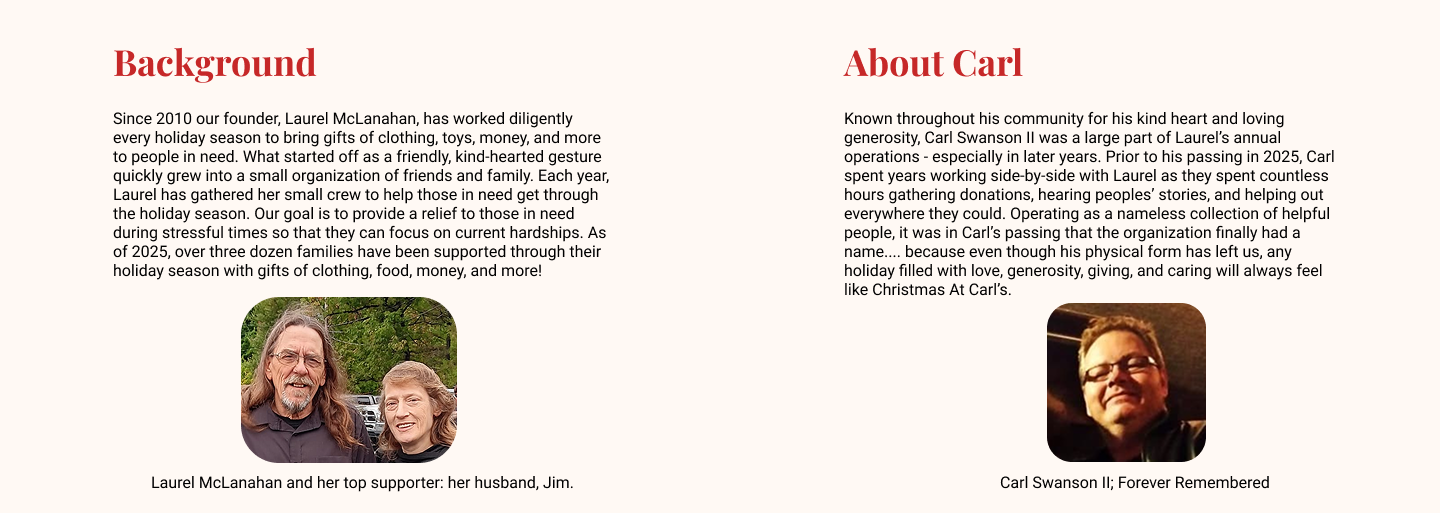 Background
Since 2010 our founder, Laurel McLanahan, has worked diligently
every holiday season to bring gifts of clothing, toys, money, and more
to people in need. What started off as a friendly, kind-hearted gesture
quickly grew into a small organization of friends and family. Each year,
Laurel has gathered her small crew to help those in need get through
the holiday season. Our goal is to provide a relief to those in need
during stressful times so that they can focus on current hardships. As
of 2025, over three dozen families have been supported through their
holiday season with gifts of clothing, food, money, and more!
Laurel McLanahan and her top supporter: her husband, Jim.
About Carl
Known throughout his community for his kind heart and loving
generosity, Carl Swanson II was a large part of Laurel’s annual
operations - especially in later years. Prior to his passing in 2025, Carl
spent years working side-by-side with Laurel as they spent countless
hours gathering donations, hearing peoples’ stories, and helping out
everywhere they could. Operating as a nameless collection of helpful
people, it was in Carl’s passing that the organization finally had a
name.... because even though his physical form has left us, any
holiday filled with love, generosity, giving, and caring will always feel
like Christmas At Carl’s.
Carl Swanson II; Forever Remembered